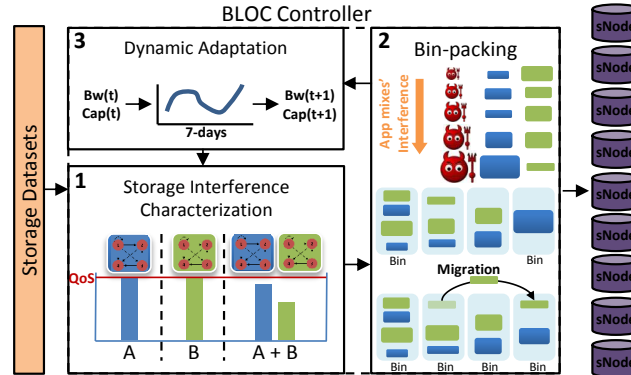 BLOC Controller
Storage Datasets
3
Dynamic Adaptation
Bw(t)
Cap(t)
Bw(t+1)
Cap(t+1)
7-days
1
Storage Interference
Characterization
QoS
A
B
A + B
2
Bin-packing
App mixes'
Interference
Bin
Bin
Bin
Bin
Migration
Bin
Bin
Bin
Bin
sNode
sNode
sNode
sNode
sNode
sNode
sNode
sNode